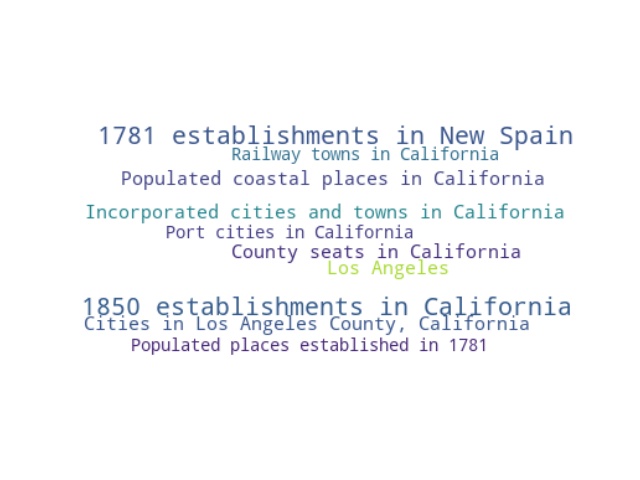 1781 establishments in New Spain
Railway towns in California
Populated coastal places in California
Incorporated cities and towns in California
Port cities in California
County seats in California
Los Angeles
1850 establishments in California
Cities in Los Angeles County, California
Populated places established in 1781